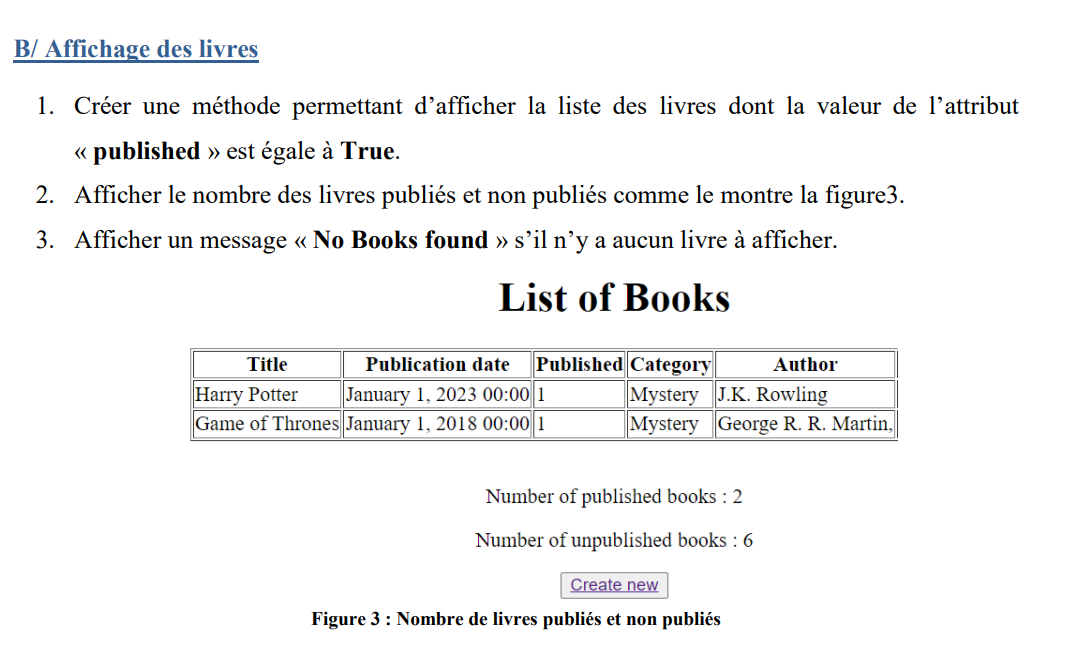 B/ Affichage des livres
1. Créer une méthode permettant d’afficher la liste des livres dont la valeur de l’attribut
« published » est égale à True.
2. Afficher le nombre des livres publiés et non publiés comme le montre la figure3.
3. Afficher un message « No Books found » s’il n’y a aucun livre à afficher.
List of Books
Title Publication date Published Category Author
Harry Potter January 1, 2023 00:00 1 Mystery J.K. Rowling
Game of Thrones January 1, 2018 00:00 1 Mystery George R. R. Martin,
Number of published books : 2
Number of unpublished books : 6
Create new
Figure 3 : Nombre de livres publiés et non publiés